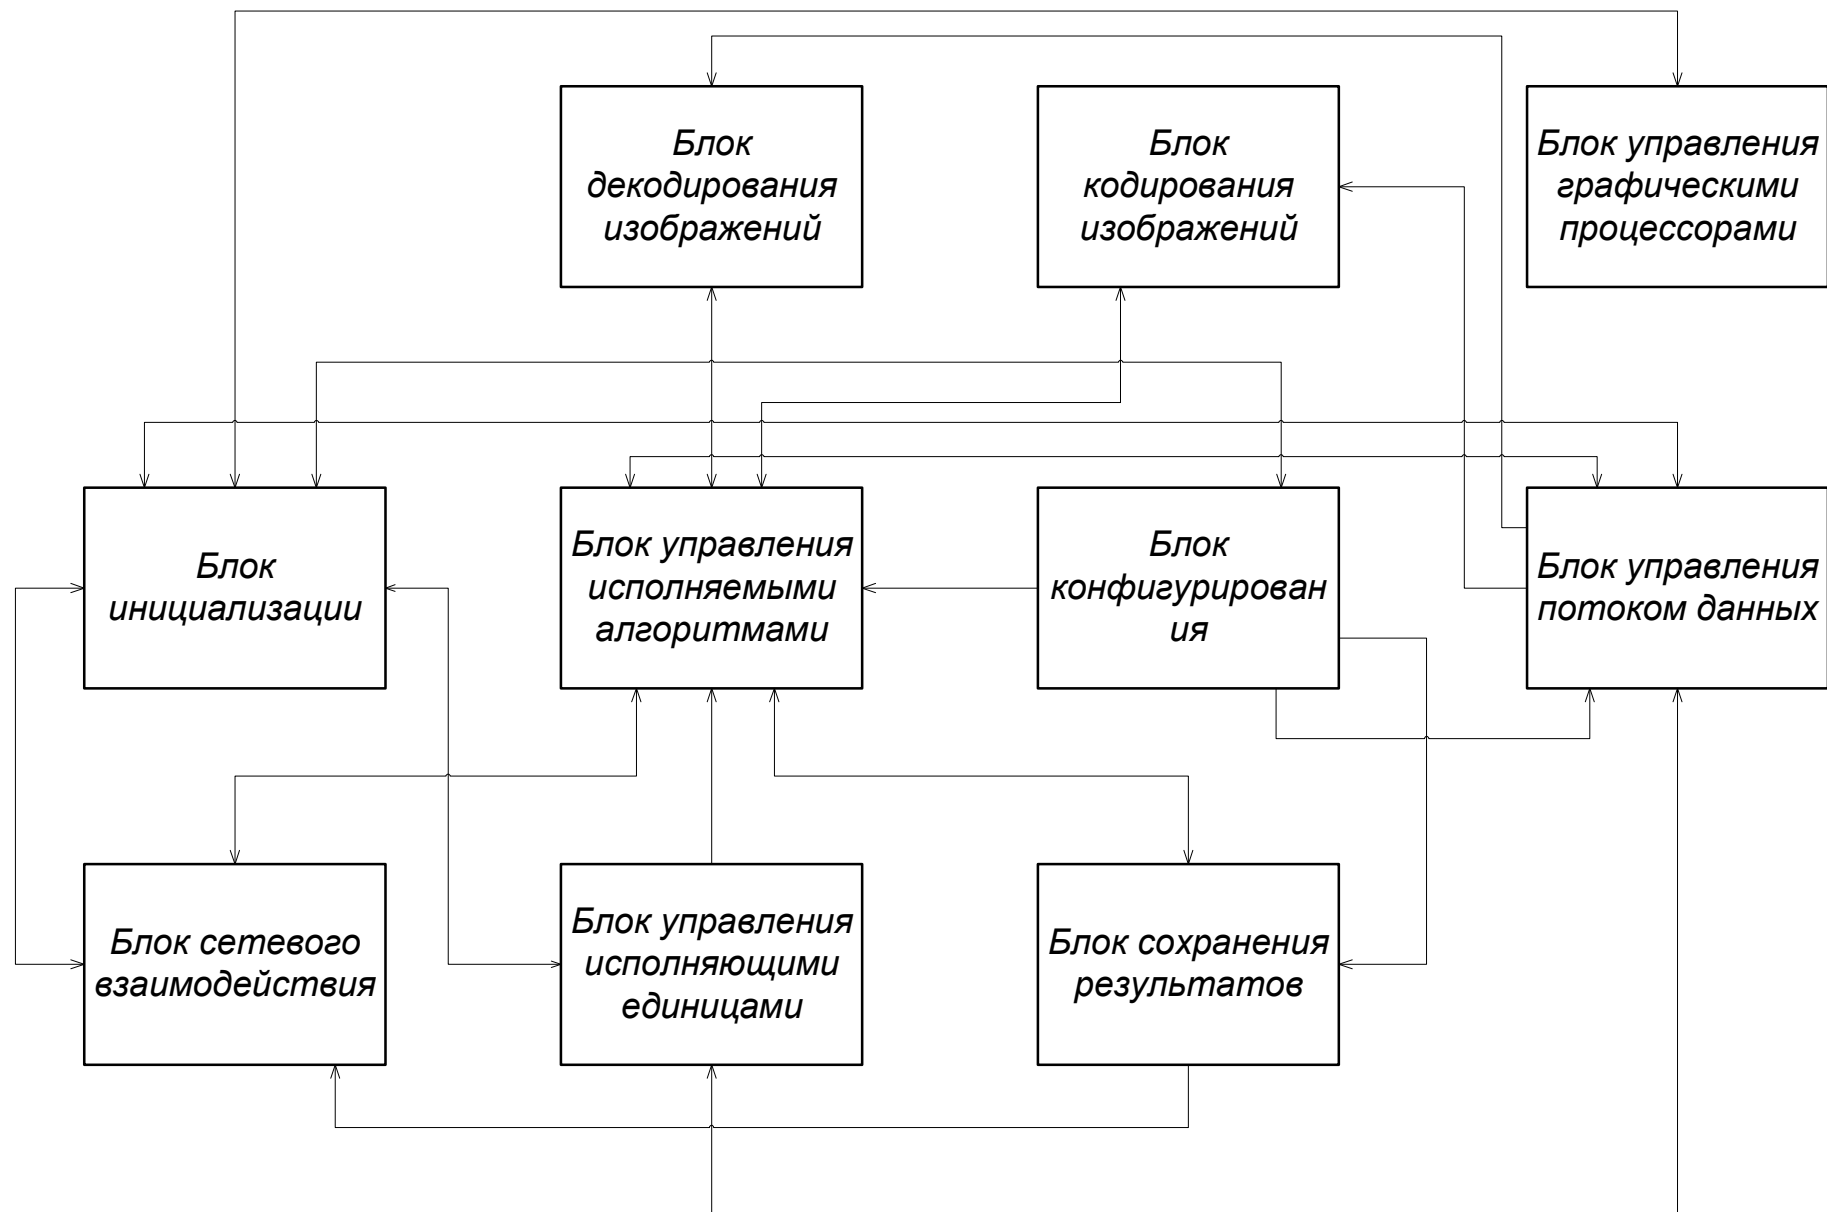 Блок
декодирования
изображений
Блок
кодирования
изображений
Блок управления
графическими
процессорами
Блок
инициализации
Блок управления
исполняемыми
алгоритмами
Блок
конфигурирован
ия
Блок управления
потоком данных
Блок сетевого
взаимодействия
Блок управления
исполняющими
единицами
Блок сохранения
результатов